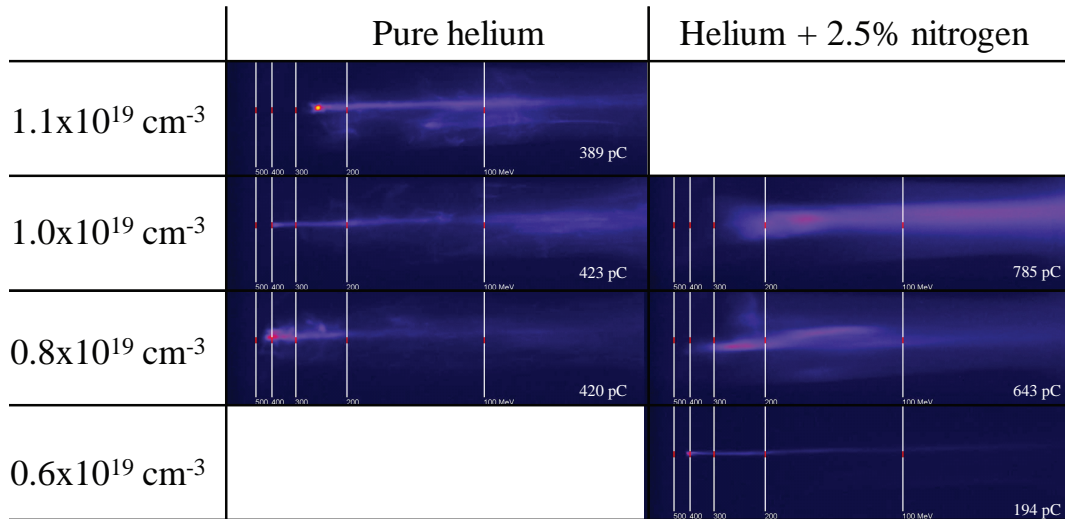 Pure helium Helium + 2.5% nitrogen
1.1x10¹⁹ cm⁻³
389 pC
500 400 300 200 100 MeV
1.0x10¹⁹ cm⁻³
423 pC 785 pC
500 400 300 200 100 MeV 500 400 300 200 100 MeV
0.8x10¹⁹ cm⁻³
420 pC 643 pC
500 400 300 200 100 MeV 500 400 300 200 100 MeV
0.6x10¹⁹ cm⁻³
194 pC
500 400 300 200 100 MeV